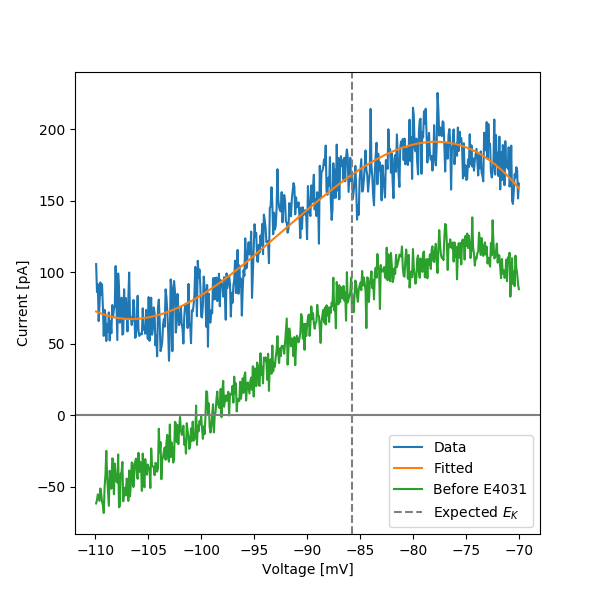 Current [pA]
200
150
100
50
0
−50
−110
−105
−100
−95
−90
−85
−80
−75
−70
Voltage [mV]
Data
Fitted
Before E4031
Expected E_K